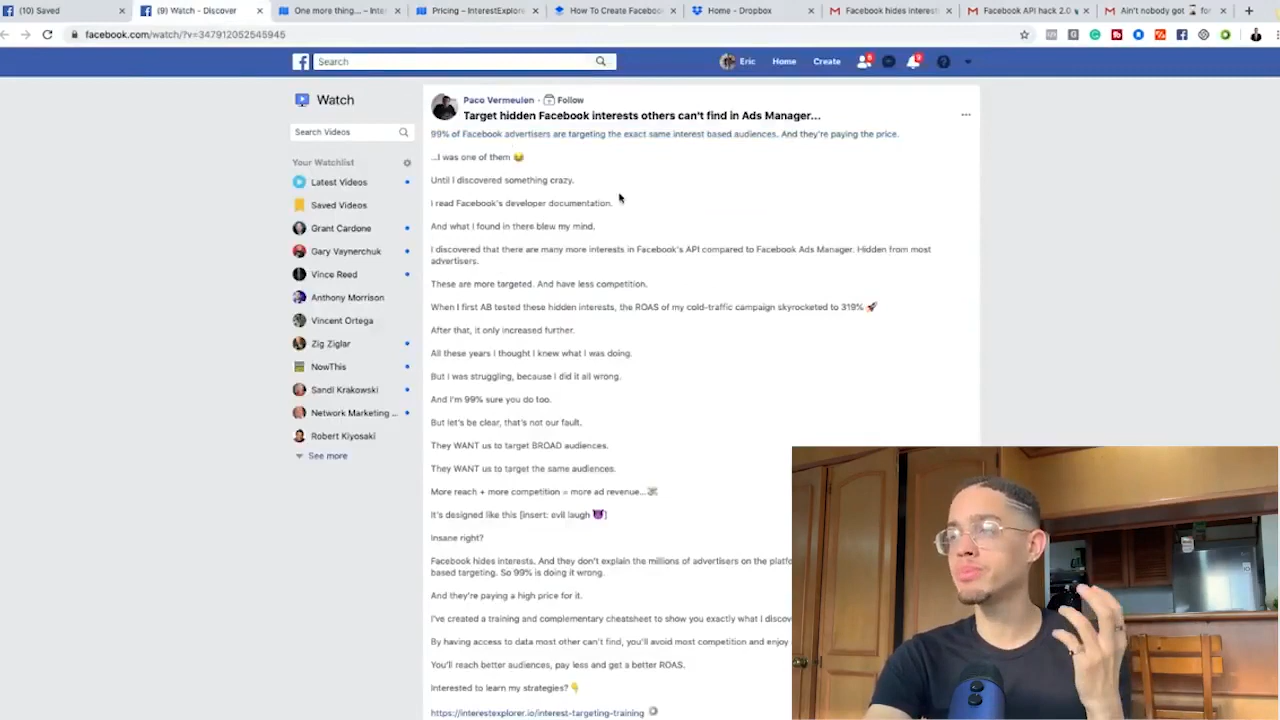 (10) Saved
(9) Watch - Discover
One more thing... – Inte
Pricing – InterestExplore
How To Create Facebo
Home - Dropbox
Facebook hides interest
Facebook API hack 2.0
Ain't nobody got ⌛ for
facebook.com/watch/?v=347912052545945
Search
Eric
Home
Create
6
9
Watch
Search Videos
Your Watchlist
Latest Videos
Saved Videos
Grant Cardone
Gary Vaynerchuk
Vince Reed
Anthony Morrison
Vincent Ortega
Zig Ziglar
NowThis
Sandi Krakowski
Network Marketing ...
Robert Kiyosaki
See more
Paco Vermeulen · Follow
Target hidden Facebook interests others can't find in Ads Manager...
99% of Facebook advertisers are targeting the exact same interest based audiences. And they're paying the price.
...I was one of them 😂
Until I discovered something crazy.
I read Facebook's developer documentation.
And what I found in there blew my mind.
I discovered that there are many more interests in Facebook's API compared to Facebook Ads Manager. Hidden from most
advertisers.
These are more targeted. And have less competition.
When I first AB tested these hidden interests, the ROAS of my cold-traffic campaign skyrocketed to 319% 🚀
After that, it only increased further.
All these years I thought I knew what I was doing.
But I was struggling, because I did it all wrong.
And I'm 99% sure you do too.
But let's be clear, that's not our fault.
They WANT us to target BROAD audiences.
They WANT us to target the same audiences.
More reach + more competition = more ad revenue...💸
It's designed like this [insert: evil laugh 😈]
Insane right?
Facebook hides interests. And they don't explain the millions of advertisers on the platfo
based targeting. So 99% is doing it wrong.
And they're paying a high price for it.
I've created a training and complementary cheatsheet to show you exactly what I discov
By having access to data most other can't find, you'll avoid most competition and enjoy
You'll reach better audiences, pay less and get a better ROAS.
Interested to learn my strategies? 👇
https://interestexplorer.io/interest-targeting-training